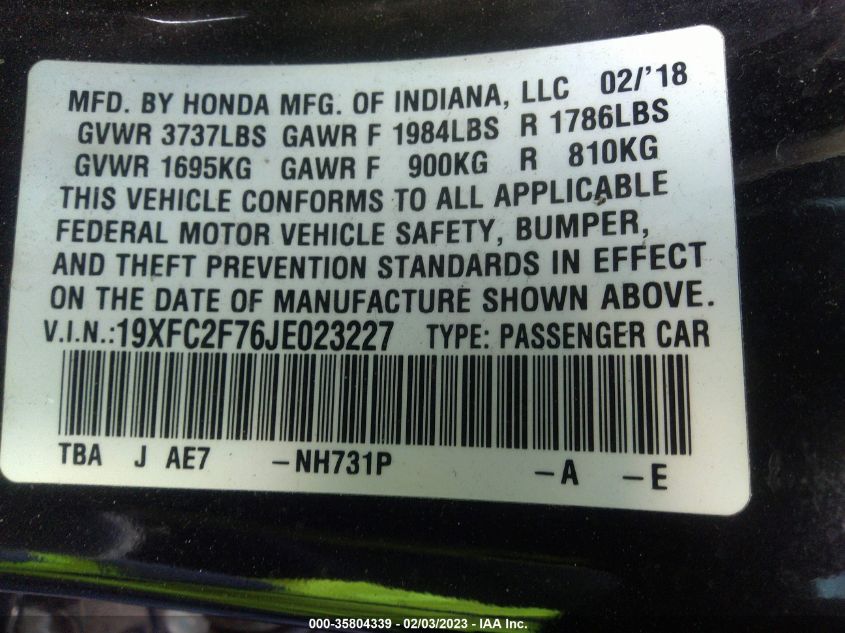 MFD. BY HONDA MFG. OF INDIANA, LLC 02/'18
GVWR 3737LBS GAWR F 1984LBS R 1786LBS
GVWR 1695KG GAWR F 900KG R 810KG
THIS VEHICLE CONFORMS TO ALL APPLICABLE
FEDERAL MOTOR VEHICLE SAFETY, BUMPER,
AND THEFT PREVENTION STANDARDS IN EFFECT
ON THE DATE OF MANUFACTURE SHOWN ABOVE.
V.I.N.:19XFC2F76JE023227 TYPE: PASSENGER CAR
TBA J AE7 -NH731P -A -E
000-35804339 - 02/03/2023 - IAA Inc.